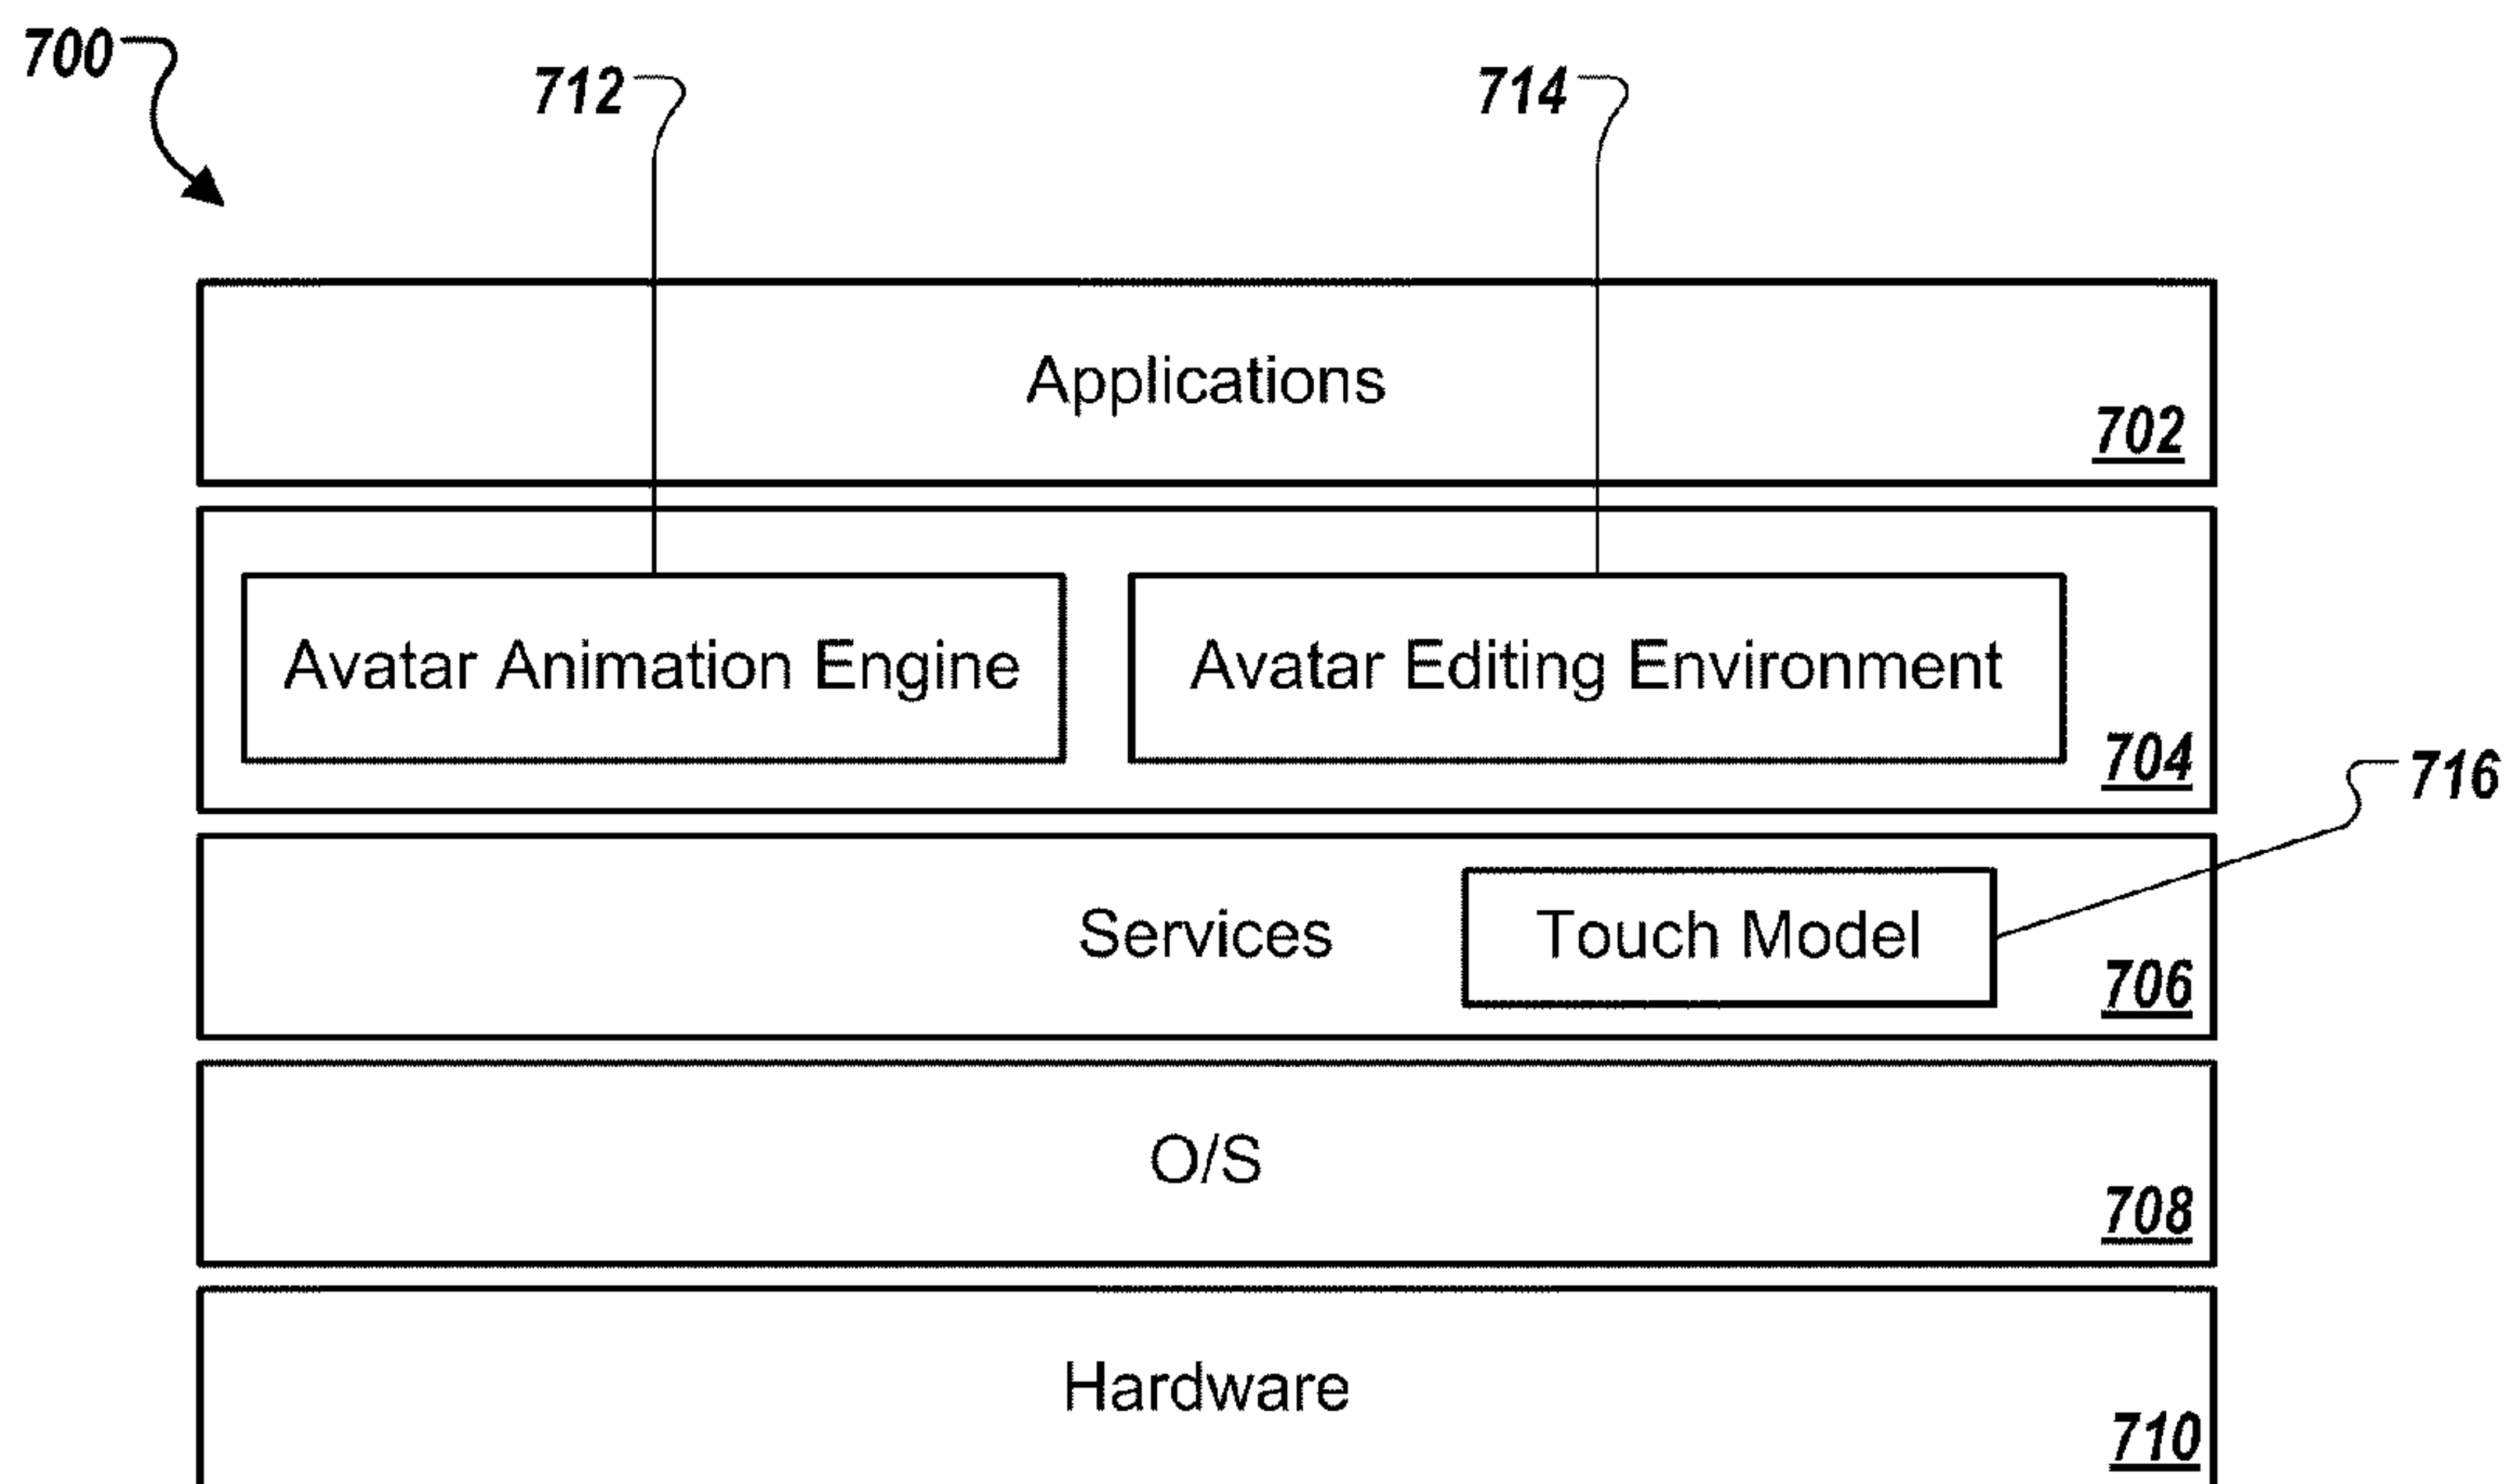 700
712
714
Applications
702
Avatar Animation Engine
Avatar Editing Environment
704
716
Services
Touch Model
706
O/S
708
Hardware
710